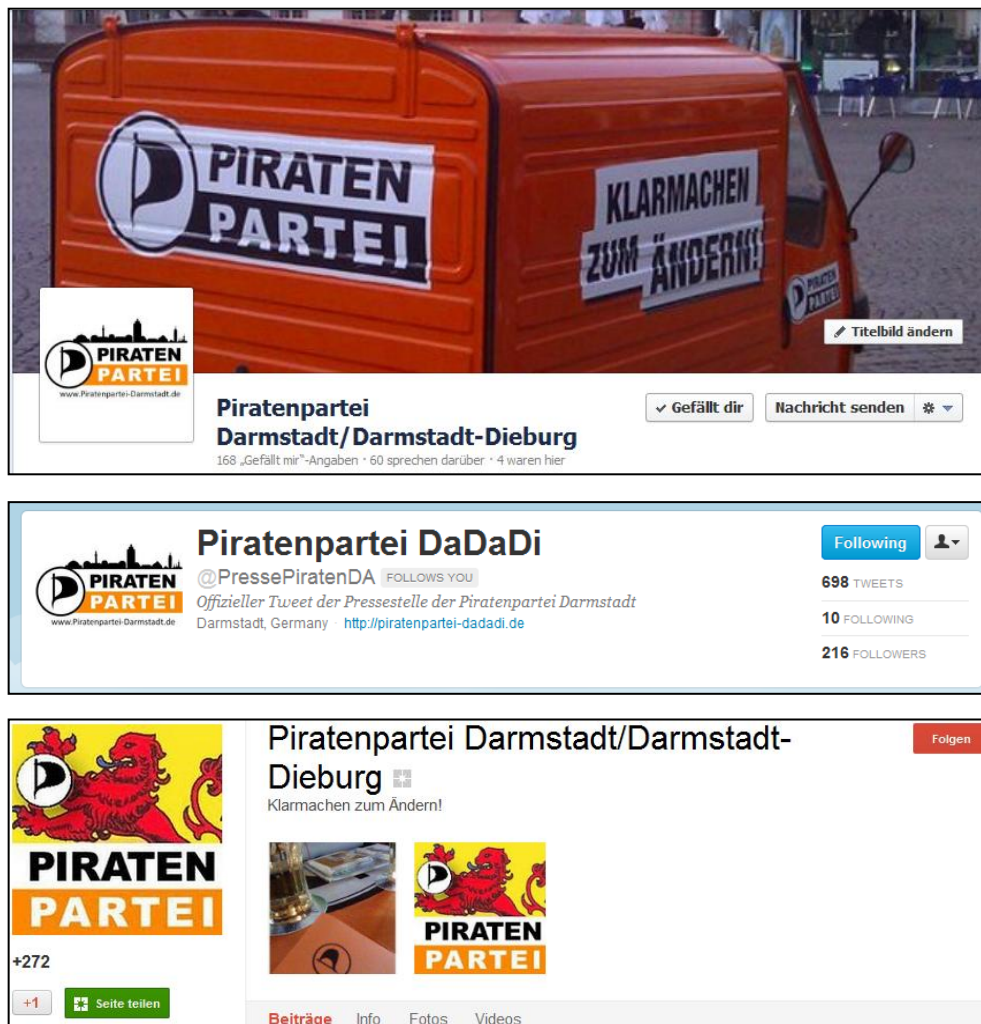 PIRATEN
PARTEI
KLARMACHEN
ZUM ÄNDERN!
PIRATEN
PARTEI
Titelbild ändern
PIRATEN
PARTEI
www.Piratenpartei-Darmstadt.de
Piratenpartei
Darmstadt/Darmstadt-Dieburg
168 „Gefällt mir"-Angaben · 60 sprechen darüber · 4 waren hier
Gefällt dir
Nachricht senden
PIRATEN
PARTEI
www.Piratenpartei-Darmstadt.de
Piratenpartei DaDaDi
@PressePiratenDA FOLLOWS YOU
Offizieller Tweet der Pressestelle der Piratenpartei Darmstadt
Darmstadt, Germany · http://piratenpartei-dadadi.de
Following
698 TWEETS
10 FOLLOWING
216 FOLLOWERS
PIRATEN
PARTEI
+272
+1
Seite teilen
Piratenpartei Darmstadt/Darmstadt-
Dieburg
Klarmachen zum Ändern!
Folgen
PIRATEN
PARTEI
Beiträge Info Fotos Videos